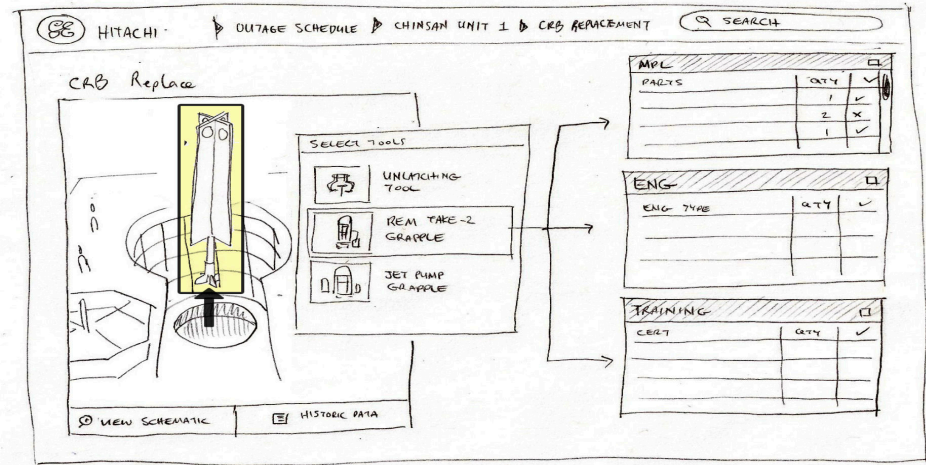 HITACHI
OUTAGE SCHEDULE
CHINSAN UNIT 1
CRB REPLACEMENT
SEARCH
CRB Replace
SELECT TOOLS
UNLATCHING
TOOL
REM TAKE-2
GRAPPLE
JET PUMP
GRAPPLE
VIEW SCHEMATIC
HISTORIC DATA
MPL
PARTS QTY ✓
1 ✓
2 x
1 ✓
ENG
ENG TYPE QTY ✓
TRAINING
CERT QTY ✓